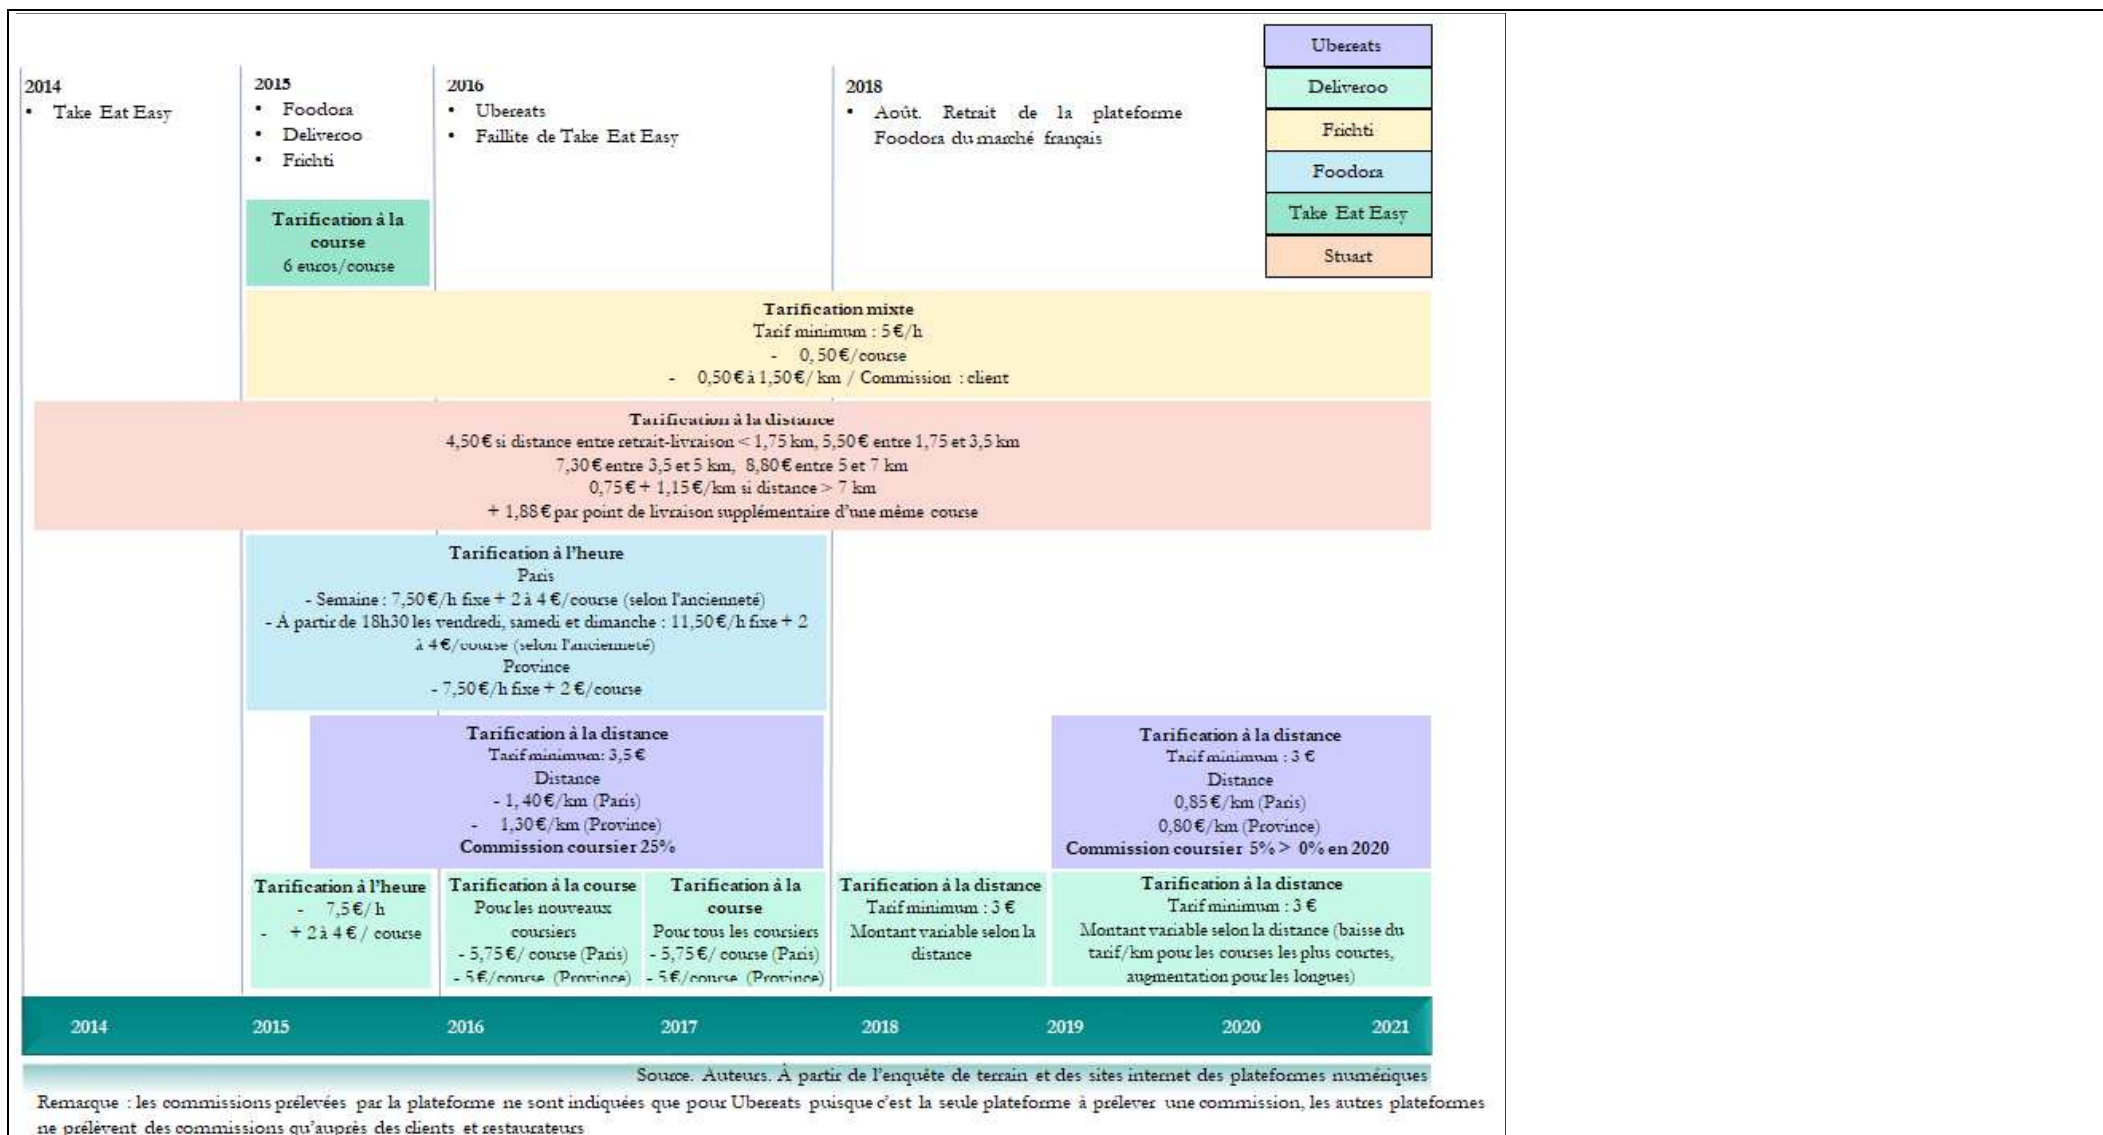 2014
• Take Eat Easy
2015
• Foodora
• Deliveroo
• Frichti
2016
• Ubereats
• Faillite de Take Eat Easy
2018
• Août. Retrait de la plateforme
Foodora du marché français
Ubereats
Deliveroo
Frichti
Foodora
Take Eat Easy
Stuart
Tarification à la
course
6 euros/course
Tarification mixte
Tarif minimum : 5€/h
- 0, 50€/course
- 0,50€ à 1,50€/ km / Commission : client
Tarification à la distance
4,50€ si distance entre retrait-livraison < 1,75 km, 5,50€ entre 1,75 et 3,5 km
7,30€ entre 3,5 et 5 km, 8,80€ entre 5 et 7 km
0,75€ + 1,15€/km si distance > 7 km
+ 1,88€ par point de livraison supplémentaire d'une même course
Tarification à l'heure
Paris
- Semaine : 7,50€/h fixe + 2 à 4 €/course (selon l'ancienneté)
- À partir de 18h30 les vendredi, samedi et dimanche : 11,50€/h fixe + 2
à 4€/course (selon l'ancienneté)
Province
- 7,50€/h fixe + 2 €/course
Tarification à la distance
Tarif minimum: 3,5 €
Distance
- 1, 40€/km (Paris)
- 1,30€/km (Province)
Commission coursier 25%
Tarification à la distance
Tarif minimum : 3 €
Distance
0,85€/km (Paris)
0,80€/km (Province)
Commission coursier 5% > 0% en 2020
Tarification à l'heure
- 7,5€/ h
- + 2 à 4€ / course
Tarification à la course
Pour les nouveaux
coursiers
- 5,75€/ course (Paris)
- 5€/course (Province)
Tarification à la
course
Pour tous les coursiers
- 5,75€/ course (Paris)
- 5€/course (Province)
Tarification à la distance
Tarif minimum : 3 €
Montant variable selon la
distance
Tarification à la distance
Tarif minimum : 3 €
Montant variable selon la distance (baisse du
tarif/km pour les courses les plus courtes,
augmentation pour les longues)
2014 2015 2016 2017 2018 2019 2020 2021
Source. Auteurs. À partir de l'enquête de terrain et des sites internet des plateformes numériques
Remarque : les commissions prélevées par la plateforme ne sont indiquées que pour Ubereats puisque c'est la seule plateforme à prélever une commission, les autres plateformes
ne prélèvent des commissions qu'auprès des clients et restaurateurs